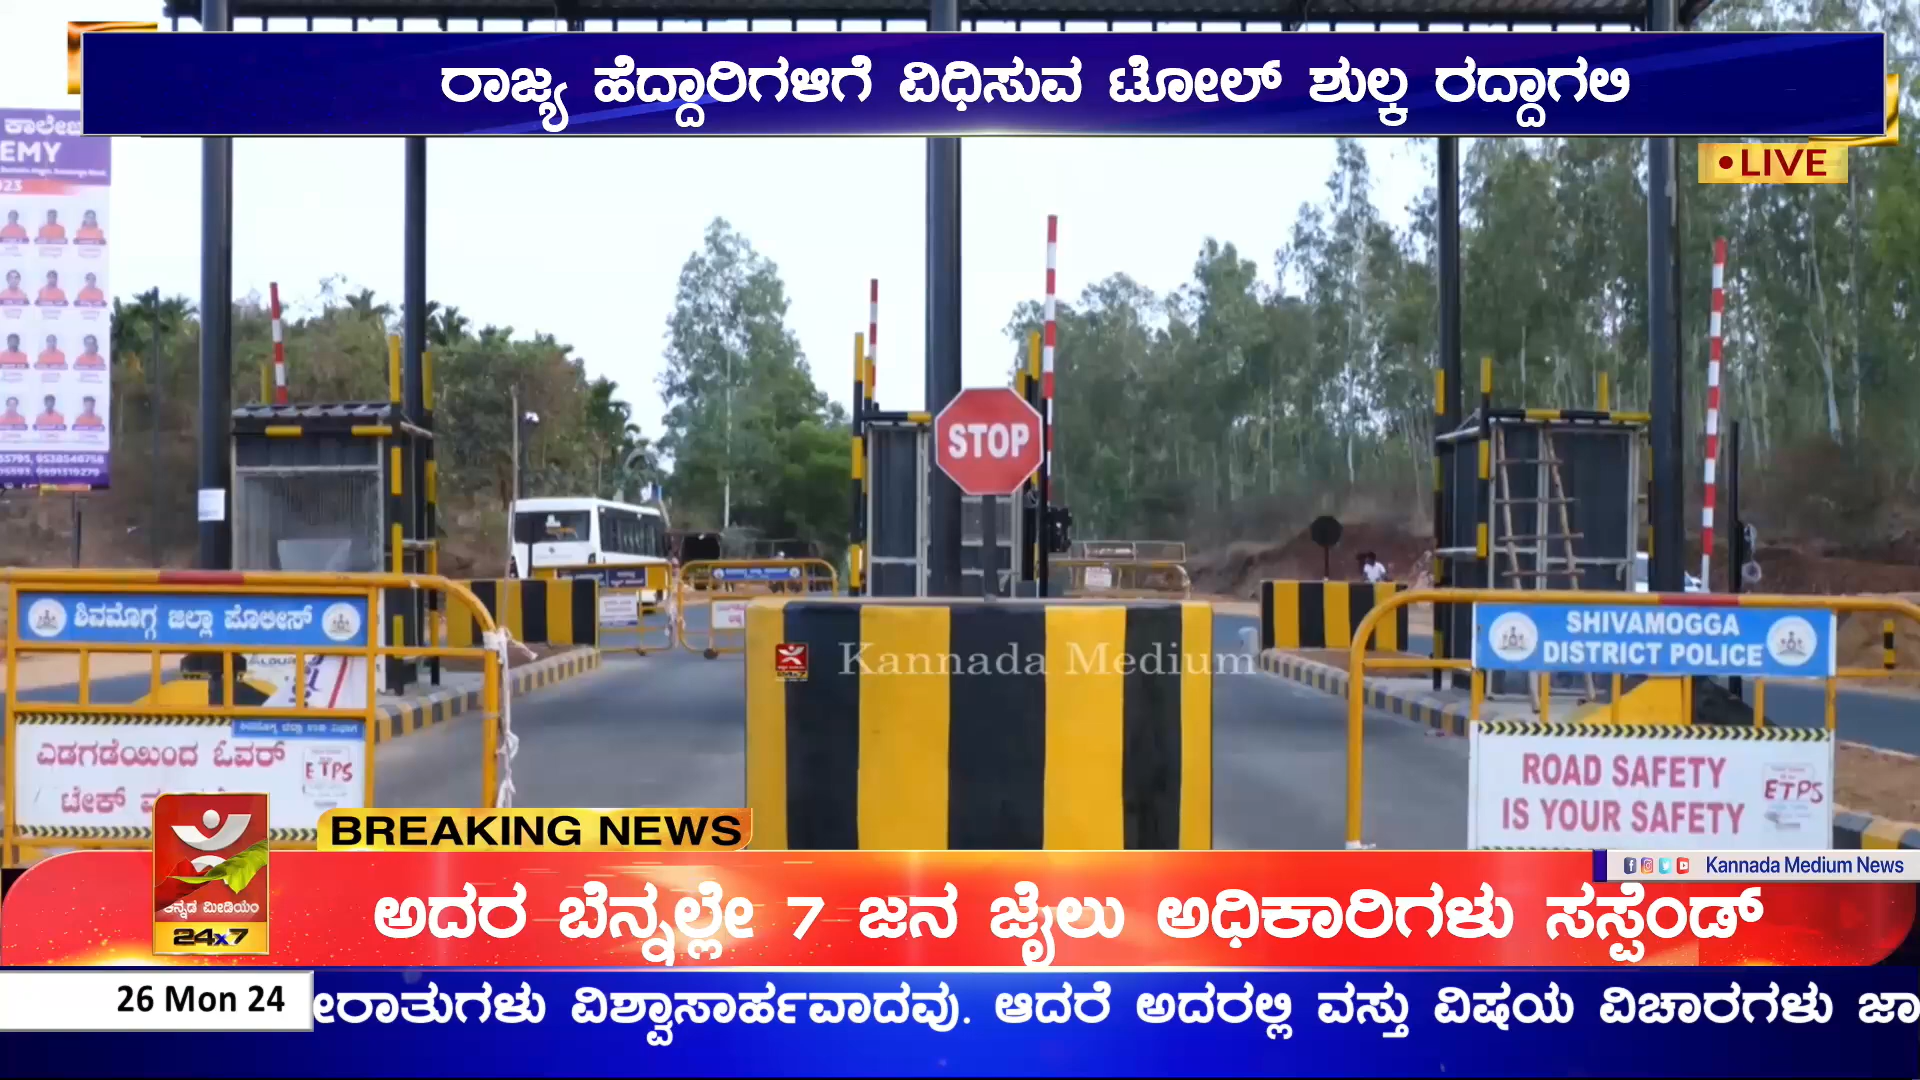 ರಾಜ್ಯ ಹೆದ್ದಾರಿಗಳಿಗೆ ವಿಧಿಸುವ ಟೋಲ್ ಶುಲ್ಕ ರದ್ದಾಗಲಿ
•LIVE
ಕಾಲೇಜು
EMY
023
STOP
ಶಿವಮೊಗ್ಗ ಜಿಲ್ಲಾ ಪೊಲೀಸ್
SHIVAMOGGA
DISTRICT POLICE
Kannada Medium
ಎಡಗಡೆಯಿಂದ ಓವರ್
ಟೇಕ್
ETPS
ROAD SAFETY
IS YOUR SAFETY
ETPS
BREAKING NEWS
Kannada Medium News
ಕನ್ನಡ ಮೀಡಿಯಂ
24x7
ಅದರ ಬೆನ್ನಲ್ಲೇ 7 ಜನ ಜೈಲು ಅಧಿಕಾರಿಗಳು ಸಸ್ಪೆಂಡ್
26 Mon 24
ೀರಾತುಗಳು ವಿಶ್ವಾಸಾರ್ಹವಾದವು. ಆದರೆ ಅದರಲ್ಲಿ ವಸ್ತು ವಿಷಯ ವಿಚಾರಗಳು ಜಾ